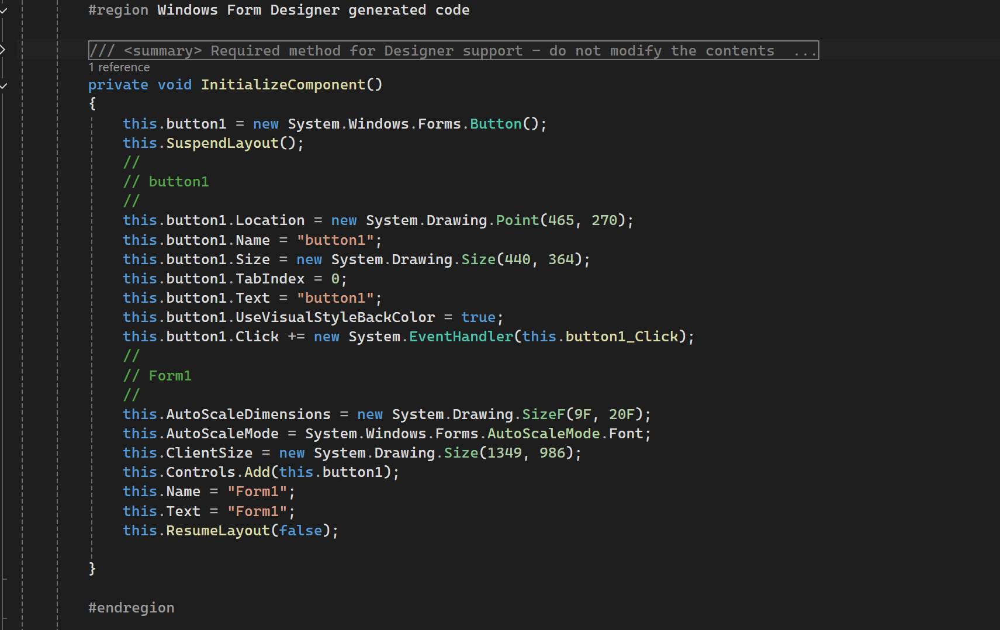 #region Windows Form Designer generated code
/// <summary> Required method for Designer support - do not modify the contents ...
1 reference
private void InitializeComponent()
{
this.button1 = new System.Windows.Forms.Button();
this.SuspendLayout();
//
// button1
//
this.button1.Location = new System.Drawing.Point(465, 270);
this.button1.Name = "button1";
this.button1.Size = new System.Drawing.Size(440, 364);
this.button1.TabIndex = 0;
this.button1.Text = "button1";
this.button1.UseVisualStyleBackColor = true;
this.button1.Click += new System.EventHandler(this.button1_Click);
//
// Form1
//
this.AutoScaleDimensions = new System.Drawing.SizeF(9F, 20F);
this.AutoScaleMode = System.Windows.Forms.AutoScaleMode.Font;
this.ClientSize = new System.Drawing.Size(1349, 986);
this.Controls.Add(this.button1);
this.Name = "Form1";
this.Text = "Form1";
this.ResumeLayout(false);
}
#endregion